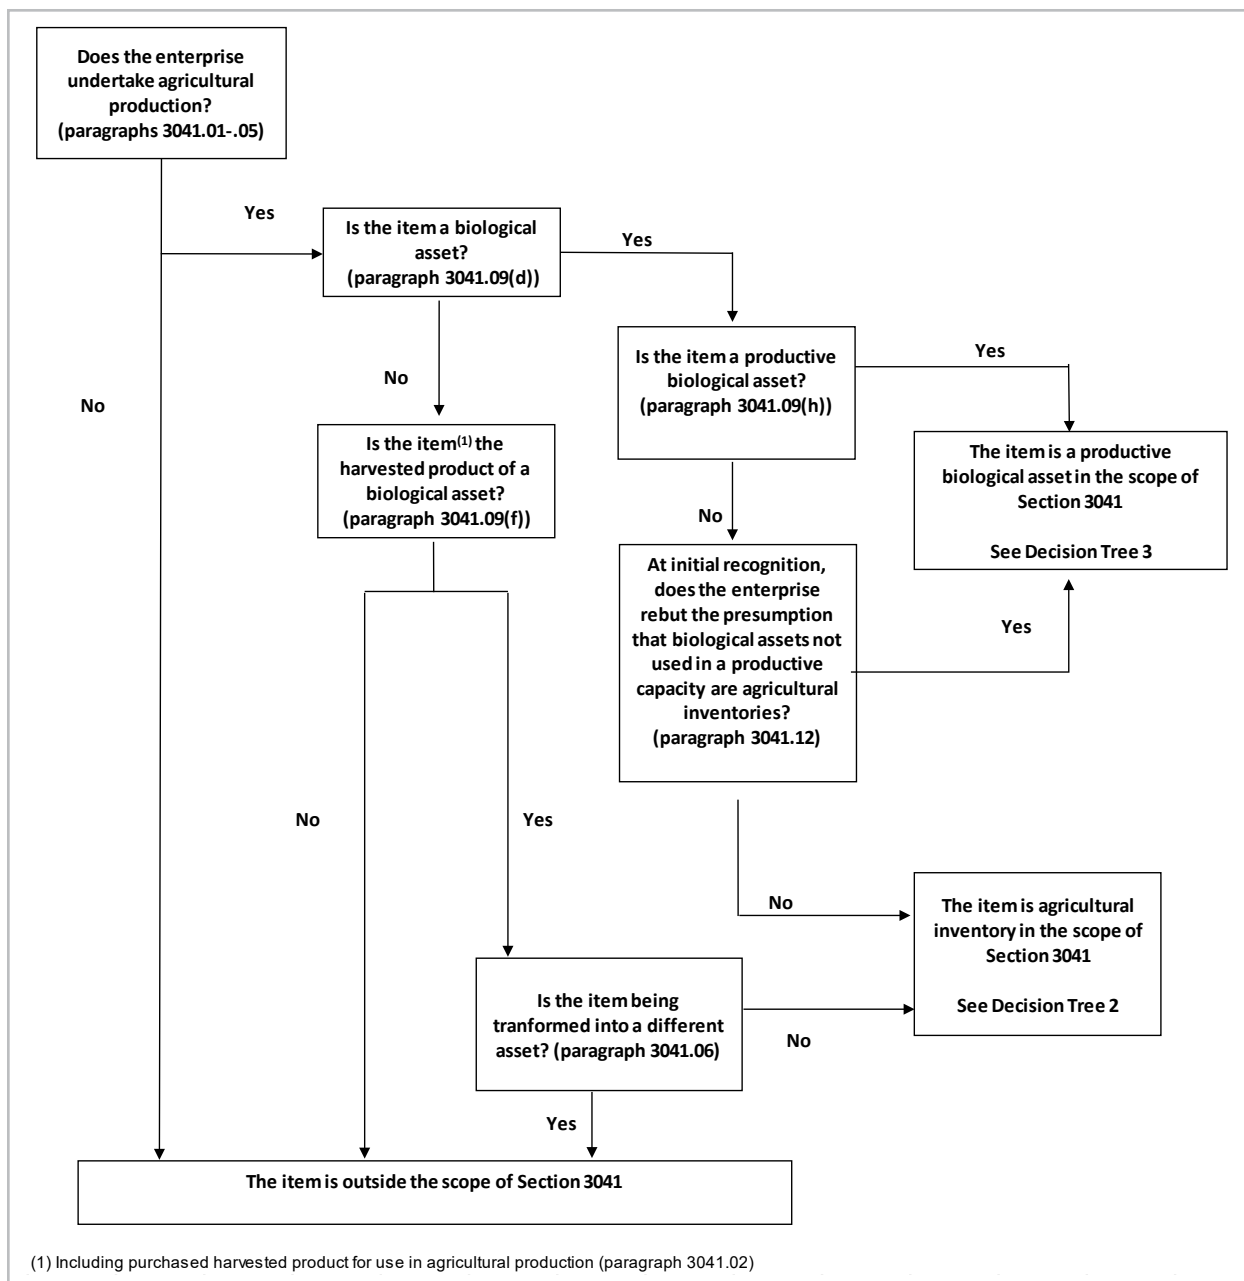 Does the enterprise
undertake agricultural
production?
(paragraphs 3041.01-.05)
Yes
Is the item a biological
asset?
(paragraph 3041.09(d))
Yes
Is the item a productive
biological asset?
(paragraph 3041.09(h))
Yes
No
No
Is the item(1) the
harvested product of a
biological asset?
(paragraph 3041.09(f))
The item is a productive
biological asset in the scope of
Section 3041
See Decision Tree 3
No
At initial recognition,
does the enterprise
rebut the presumption
that biological assets not
used in a productive
capacity are agricultural
inventories?
(paragraph 3041.12)
Yes
No
Yes
No
The item is agricultural
inventory in the scope of
Section 3041
See Decision Tree 2
Is the item being
tranformed into a different
asset? (paragraph 3041.06)
No
Yes
The item is outside the scope of Section 3041
(1) Including purchased harvested product for use in agricultural production (paragraph 3041.02)